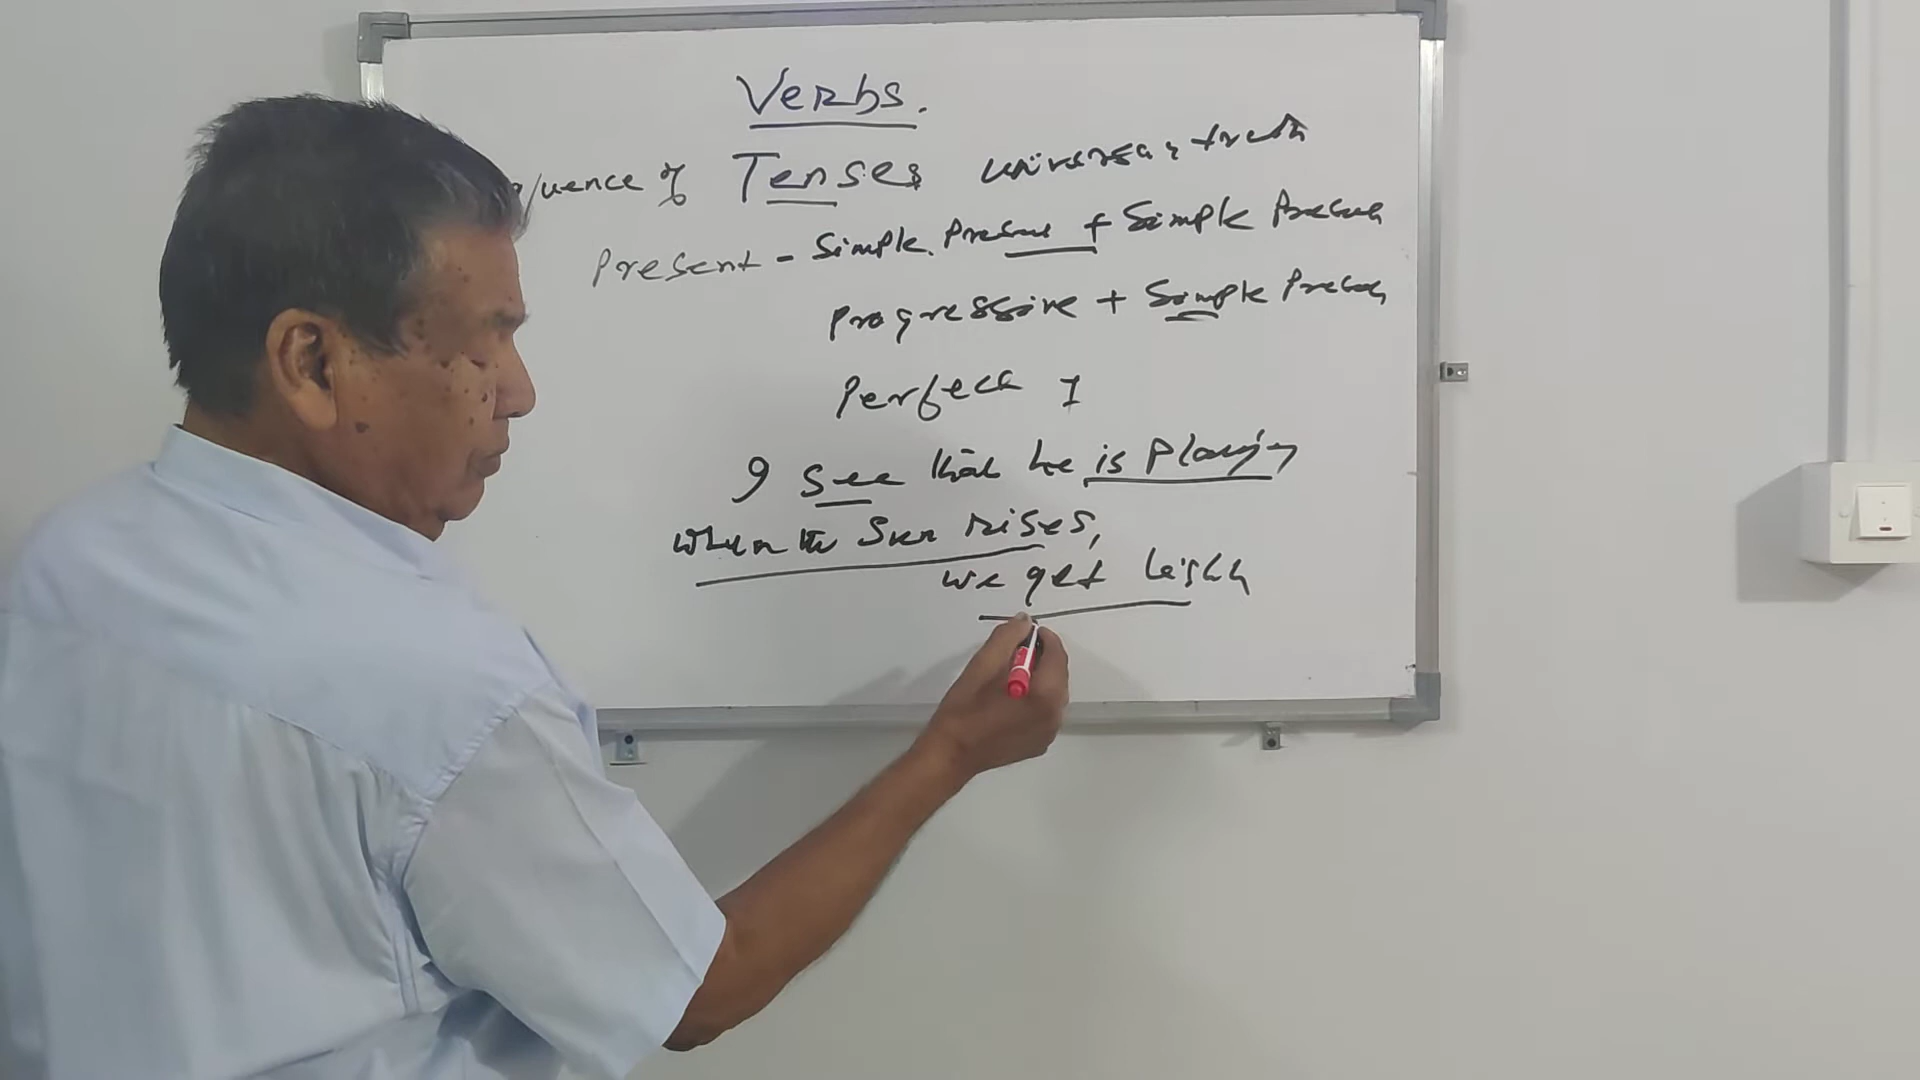 Verbs.
quence of Tenses universal truth
Present - Simple Present + Simple Present
Progressive + Simple Present
Perfect
I see that he is playing
when the Sun rises,
we get light